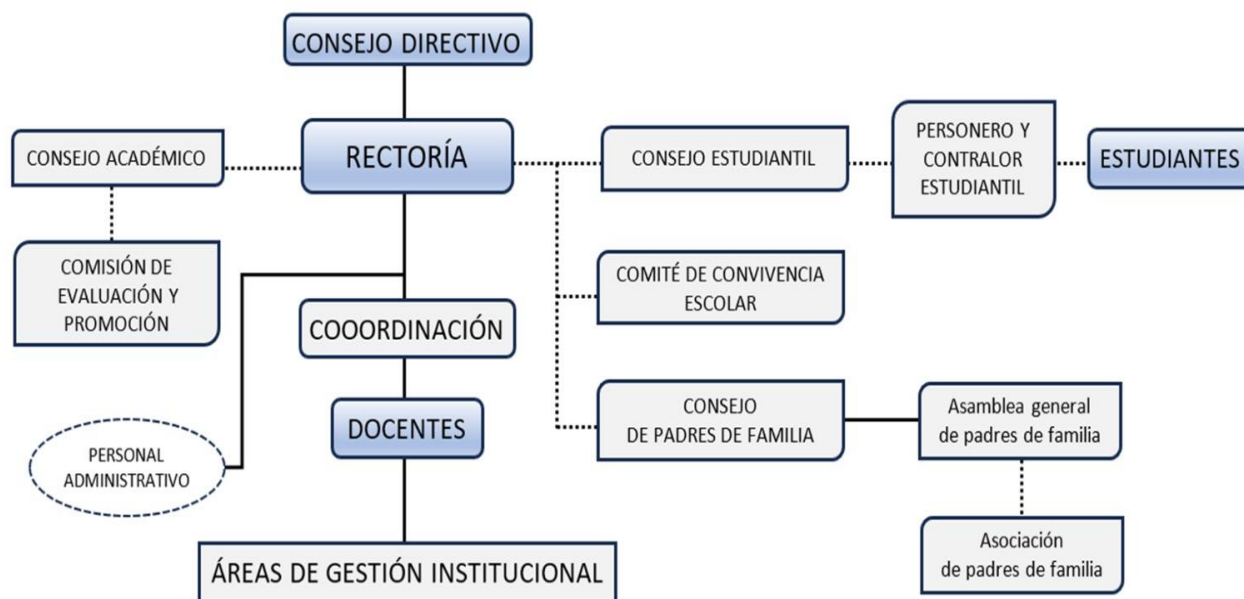 CONSEJO DIRECTIVO
CONSEJO ACADÉMICO
RECTORÍA
CONSEJO ESTUDIANTIL
PERSONERO Y
CONTRALOR
ESTUDIANTIL
ESTUDIANTES
COMISIÓN DE
EVALUACIÓN Y
PROMOCIÓN
COMITÉ DE CONVIVENCIA
ESCOLAR
COOORDINACIÓN
DOCENTES
CONSEJO
DE PADRES DE FAMILIA
Asamblea general
de padres de familia
PERSONAL
ADMINISTRATIVO
Asociación
de padres de familia
ÁREAS DE GESTIÓN INSTITUCIONAL